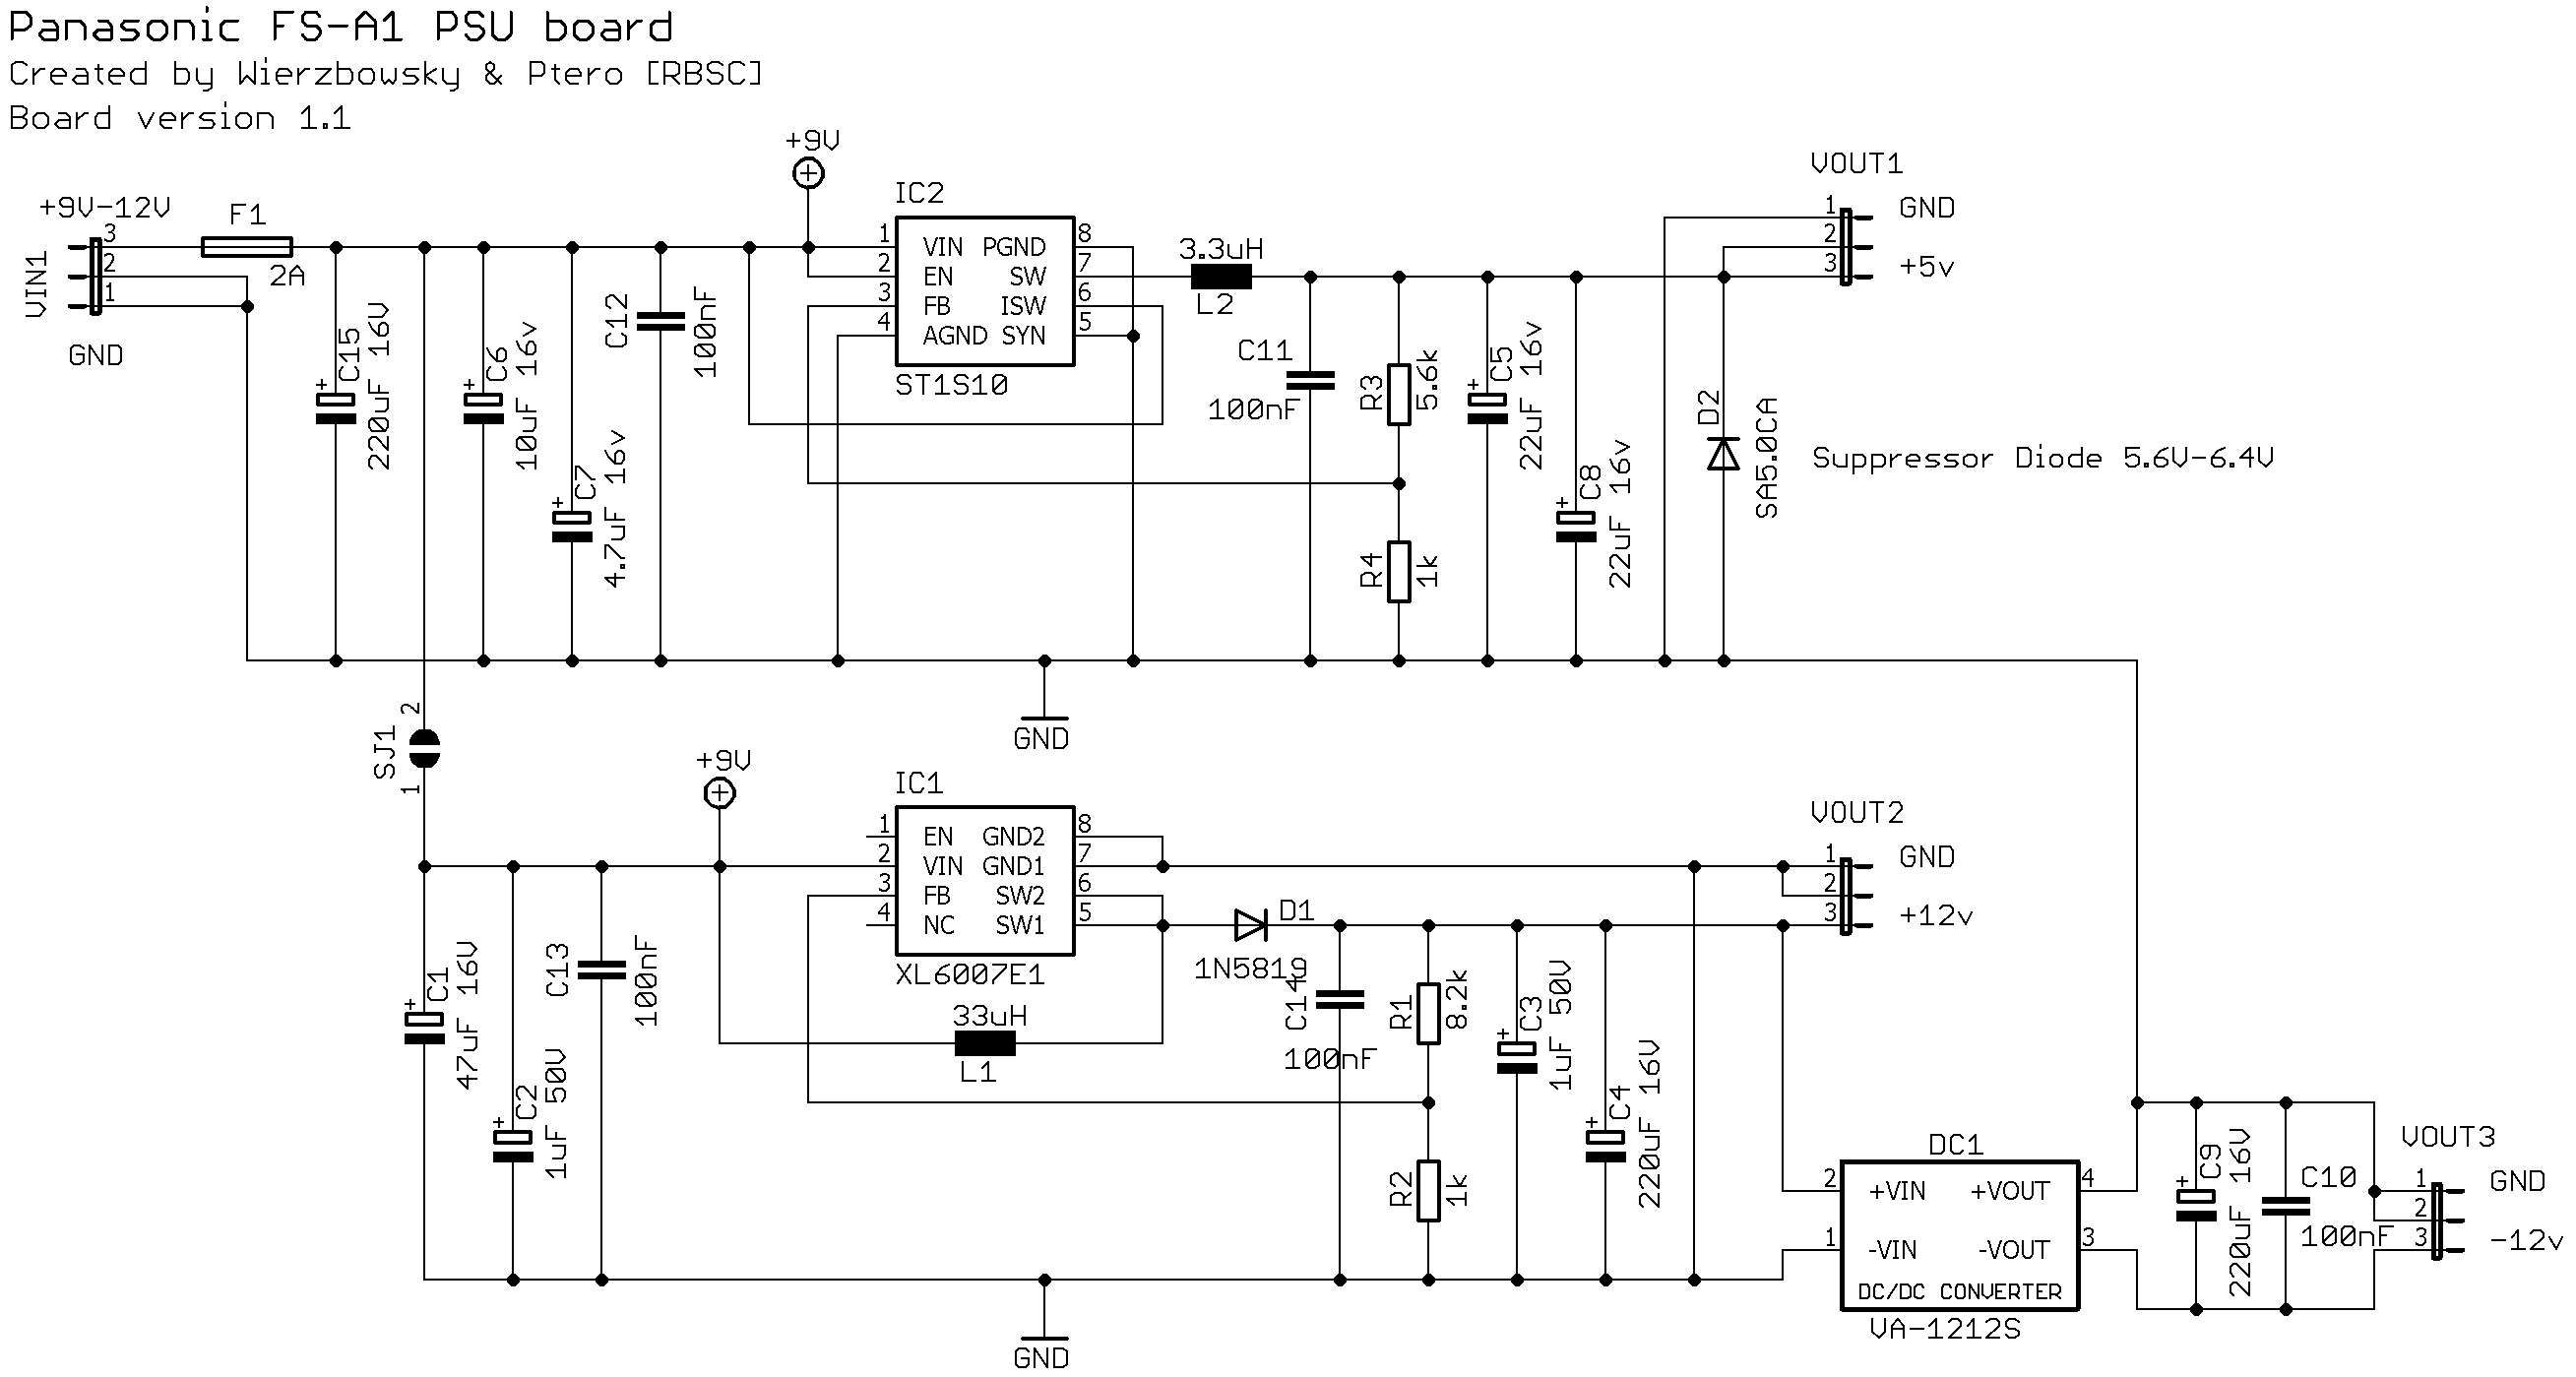 Panasonic FS-A1 PSU board
Created by Wierzbowsky & Ptero [RBSC]
Board version 1.1
+9V-12V
VIN1
3
2
1
GND
F1
2A
C15
220uF 16V
C6
10uF 16v
C7
4.7uF 16v
C12
100nF
+9V
IC2
1 VIN PGND 8
2 EN SW 7
3 FB ISW 6
4 AGND SYN 5
ST1S10
3.3uH
L2
C11
100nF
R3
5.6k
R4
1k
C5
22uF 16v
C8
22uF 16v
D2
SA5.0CA
Suppressor Diode 5.6V-6.4V
VOUT1
1 GND
2
3 +5v
GND
SJ1
2
1
+9V
C1
47uF 16V
C2
1uF 50V
C13
100nF
IC1
1 EN GND2 8
2 VIN GND1 7
3 FB SW2 6
4 NC SW1 5
XL6007E1
33uH
L1
D1
1N5819
C14
100nF
R1
8.2k
R2
1k
C3
1uF 50V
C4
220uF 16V
VOUT2
1 GND
2
3 +12v
GND
DC1
2 +VIN +VOUT 4
1 -VIN -VOUT 3
DC/DC CONVERTER
VA-1212S
C9
220uF 16V
C10
100nF
VOUT3
1 GND
2
3 -12v